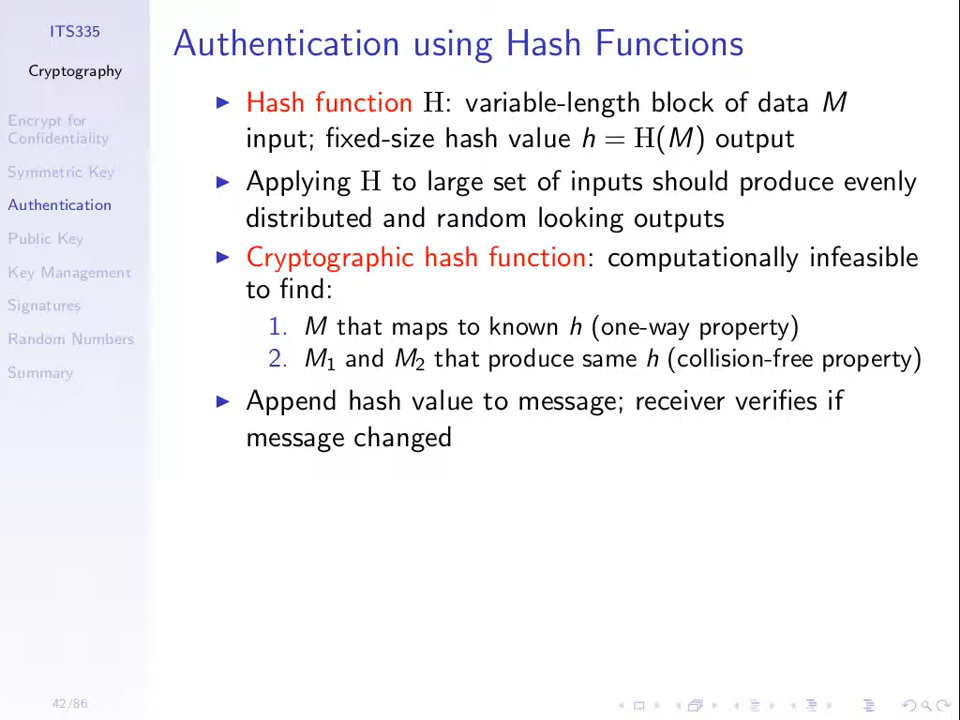 ITS335
Cryptography
Encrypt for
Confidentiality
Symmetric Key
Authentication
Public Key
Key Management
Signatures
Random Numbers
Summary
42/86
Authentication using Hash Functions
▶ Hash function H: variable-length block of data M
input; fixed-size hash value h = H(M) output
▶ Applying H to large set of inputs should produce evenly
distributed and random looking outputs
▶ Cryptographic hash function: computationally infeasible
to find:
1. M that maps to known h (one-way property)
2. M₁ and M₂ that produce same h (collision-free property)
▶ Append hash value to message; receiver verifies if
message changed